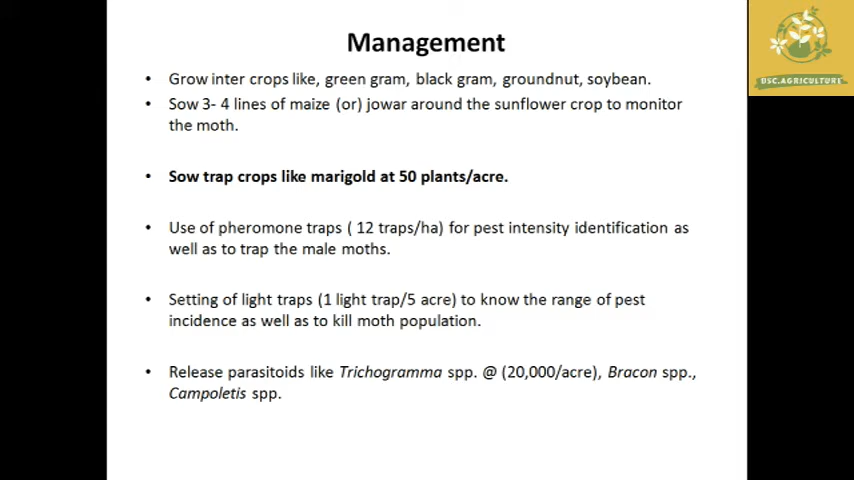 Management
BSC.AGRICULTURE
• Grow inter crops like, green gram, black gram, groundnut, soybean.
• Sow 3- 4 lines of maize (or) jowar around the sunflower crop to monitor
the moth.
• Sow trap crops like marigold at 50 plants/acre.
• Use of pheromone traps ( 12 traps/ha) for pest intensity identification as
well as to trap the male moths.
• Setting of light traps (1 light trap/5 acre) to know the range of pest
incidence as well as to kill moth population.
• Release parasitoids like Trichogramma spp. @ (20,000/acre), Bracon spp.,
Campoletis spp.